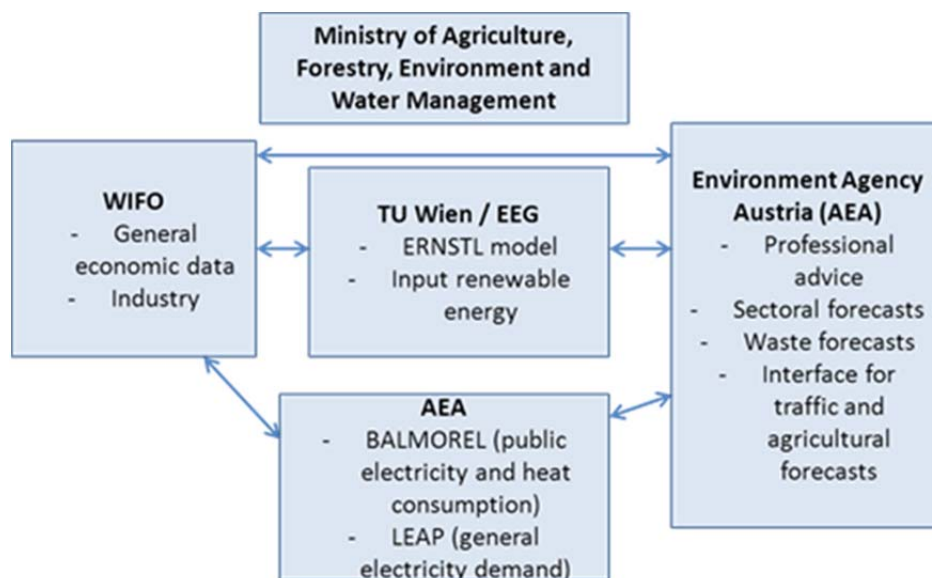 Ministry of Agriculture,
Forestry, Environment and
Water Management
WIFO
- General
economic data
- Industry
TU Wien / EEG
- ERNSTL model
- Input renewable
energy
Environment Agency
Austria (AEA)
- Professional
advice
- Sectoral forecasts
- Waste forecasts
- Interface for
traffic and
agricultural
forecasts
AEA
- BALMOREL (public
electricity and heat
consumption)
- LEAP (general
electricity demand)